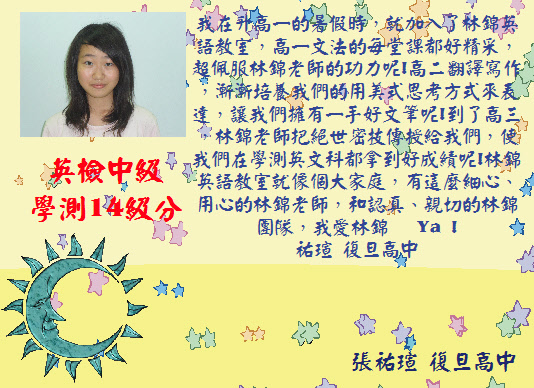 我在升高一的暑假時，就加入了林錦英
語教室，高一文法的每堂課都好精采，
超佩服林錦老師的功力呢!高二翻譯寫作
，漸漸培養我們的用美式思考方式來表
達，讓我們擁有一手好文筆呢!到了高三
，林錦老師把絕世密技傳授給我們，使
我們在學測英文科都拿到好成績呢!林錦
英語教室就像個大家庭，有這麼細心、
用心的林錦老師，和認真、親切的林錦
團隊，我愛林錦 Ya !
祐瑄 復旦高中
英檢中級
學測14級分
張祐瑄 復旦高中